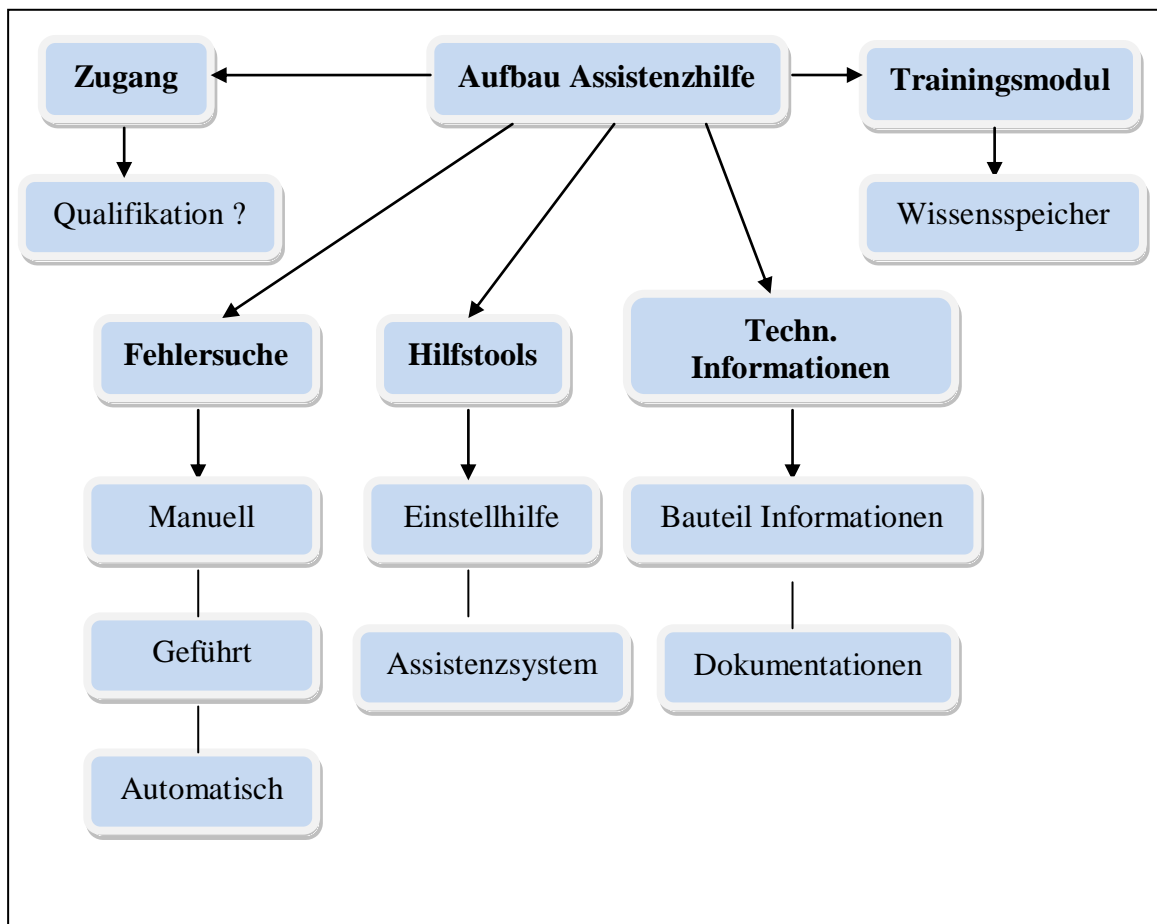 Zugang
Aufbau Assistenzhilfe
Trainingsmodul
Qualifikation ?
Wissensspeicher
Fehlersuche
Hilfstools
Techn.
Informationen
Manuell
Einstellhilfe
Bauteil Informationen
Geführt
Assistenzsystem
Dokumentationen
Automatisch